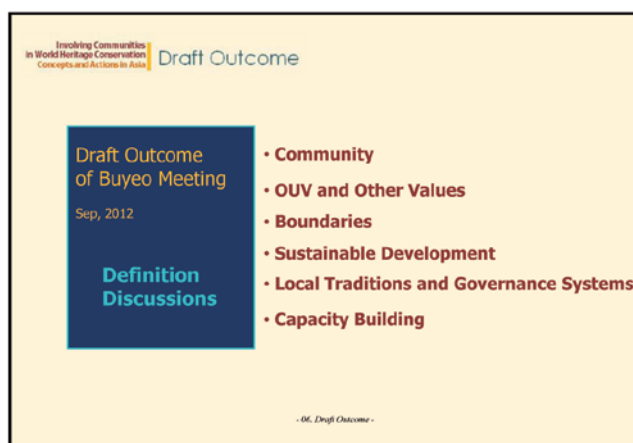 Involving Communities
in World Heritage Conservation
Concepts and Actions in Asia
Draft Outcome
Draft Outcome
of Buyeo Meeting
Sep, 2012
Definition
Discussions
• Community
• OUV and Other Values
• Boundaries
• Sustainable Development
• Local Traditions and Governance Systems
• Capacity Building
- 06. Draft Outcome -